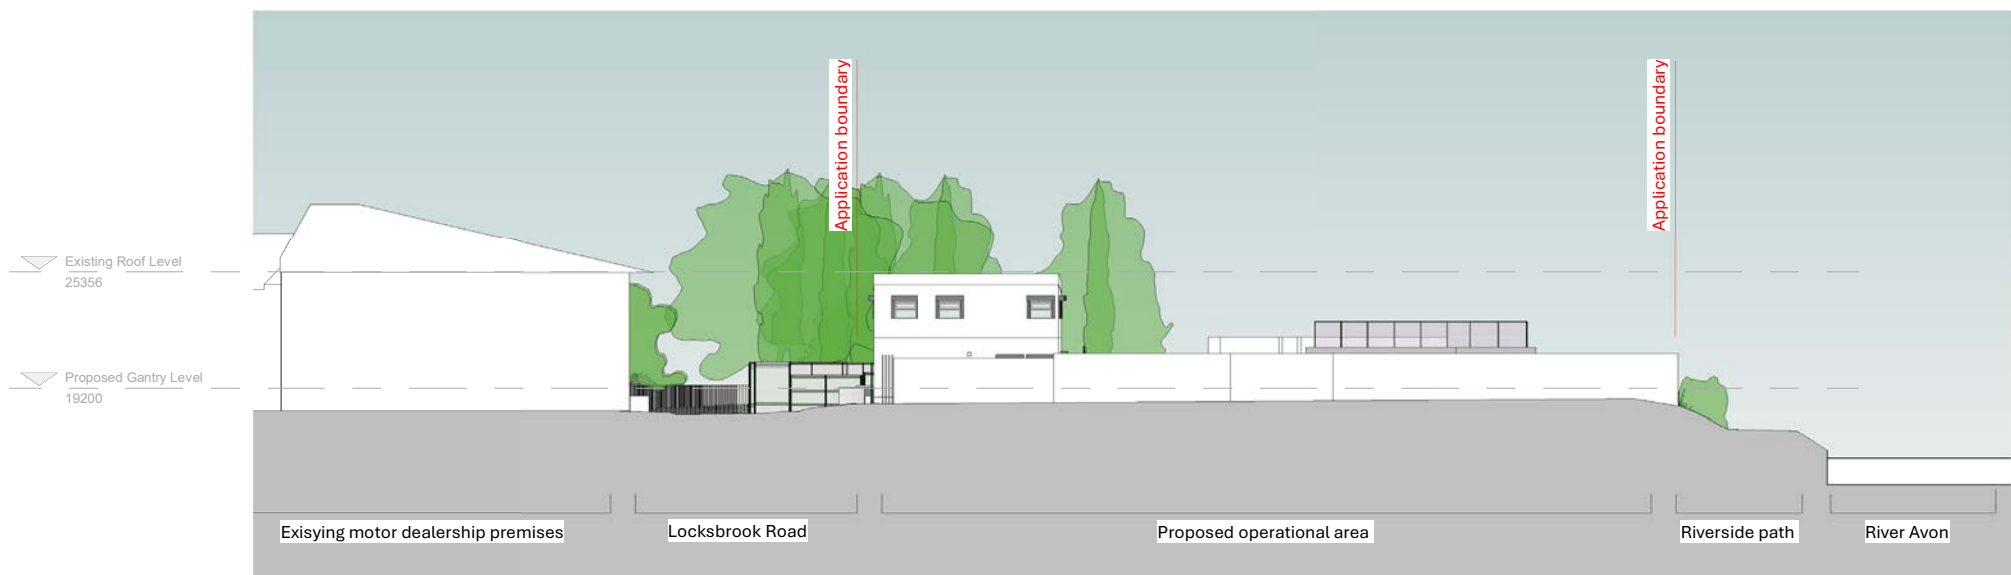 Application boundary
Application boundary
Existing Roof Level
25356
Proposed Gantry Level
19200
Exisying motor dealership premises
Locksbrook Road
Proposed operational area
Riverside path
River Avon